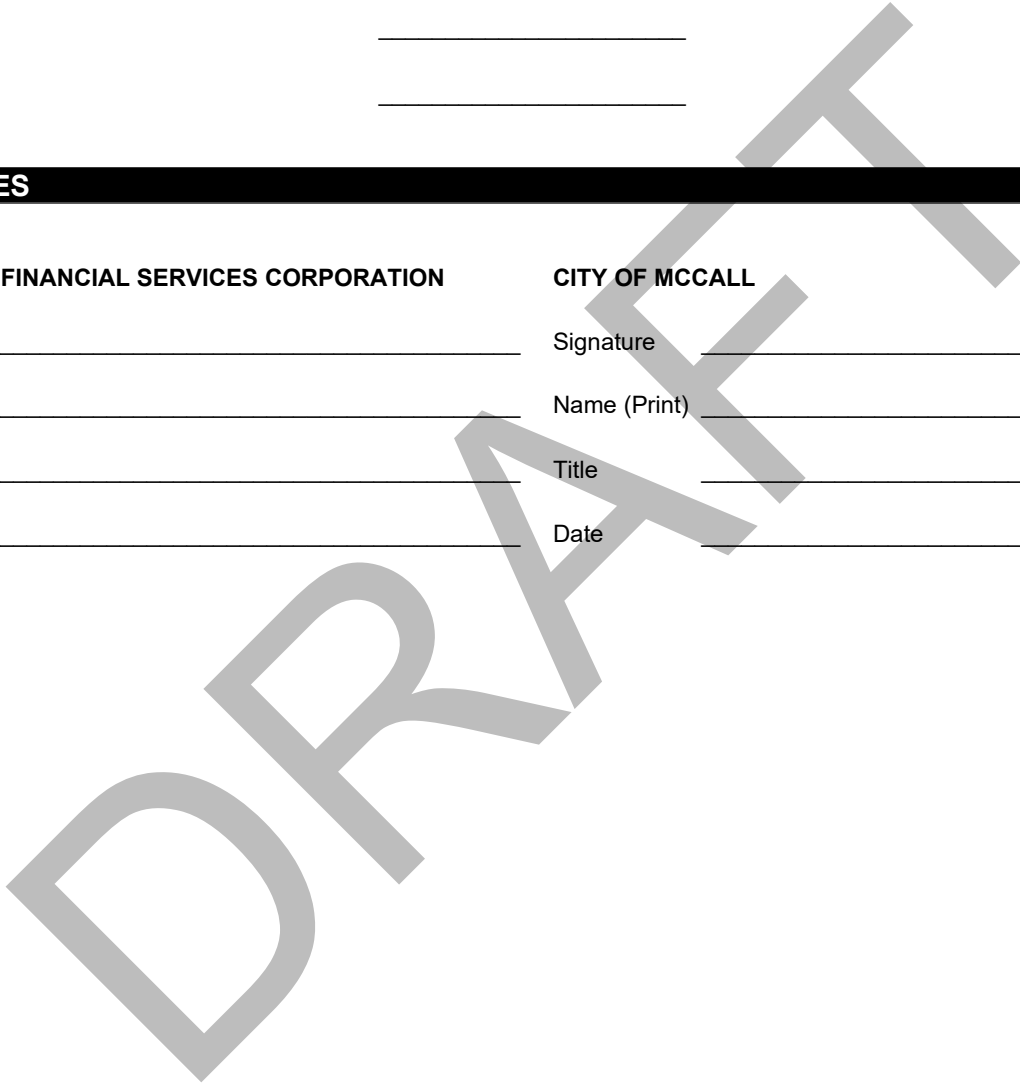 ES
FINANCIAL SERVICES CORPORATION
CITY OF MCCALL
Signature
Name (Print)
Title
Date
DRAFT